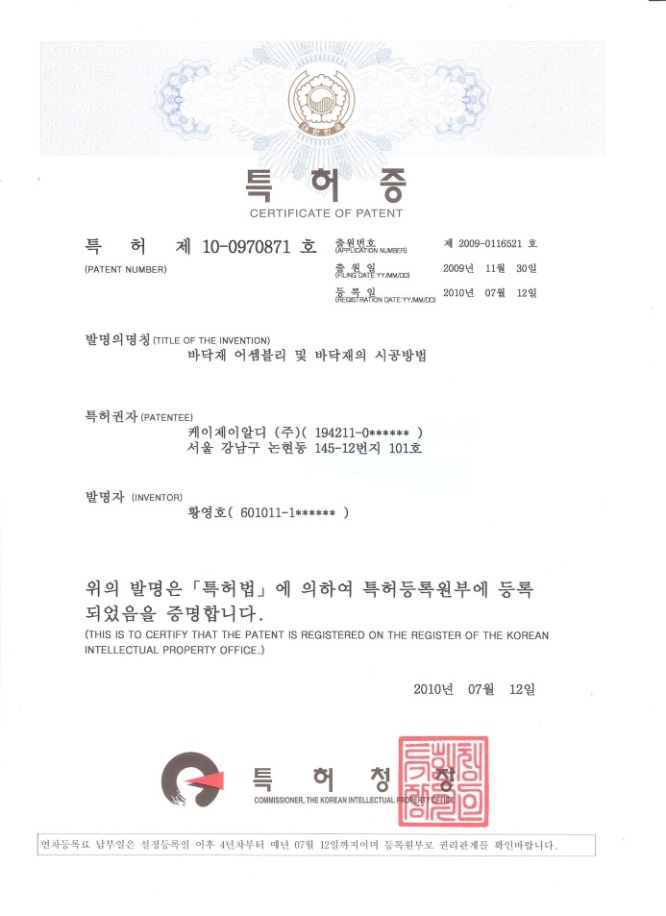 대한민국
특 허 증
CERTIFICATE OF PATENT
특 허 제 10-0970871 호
(PATENT NUMBER)
출원번호 제 2009-0116521 호
(APPLICATION NUMBER)
출 원 일 2009년 11월 30일
(FILING DATE:YY/MM/DD)
등 록 일 2010년 07월 12일
(REGISTRATION DATE:YY/MM/DD)
발명의명칭 (TITLE OF THE INVENTION)
바닥재 어셈블리 및 바닥재의 시공방법
특허권자 (PATENTEE)
케이제이알디 (주)( 194211-0****** )
서울 강남구 논현동 145-12번지 101호
발명자 (INVENTOR)
황영호( 601011-1****** )
위의 발명은 「특허법」에 의하여 특허등록원부에 등록
되었음을 증명합니다.
(THIS IS TO CERTIFY THAT THE PATENT IS REGISTERED ON THE REGISTER OF THE KOREAN
INTELLECTUAL PROPERTY OFFICE.)
2010년 07월 12일
특 허 청 장
COMMISSIONER, THE KOREAN INTELLECTUAL PROPERTY OFFICE
연차등록료 납부일은 설정등록일 이후 4년차부터 매년 07월 12일까지이며 등록원부로 권리관계를 확인바랍니다.